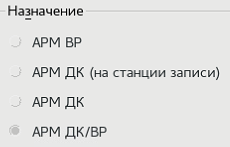 Назначение
АРМ ВР
АРМ ДК (на станции записи)
АРМ ДК
АРМ ДК/ВР